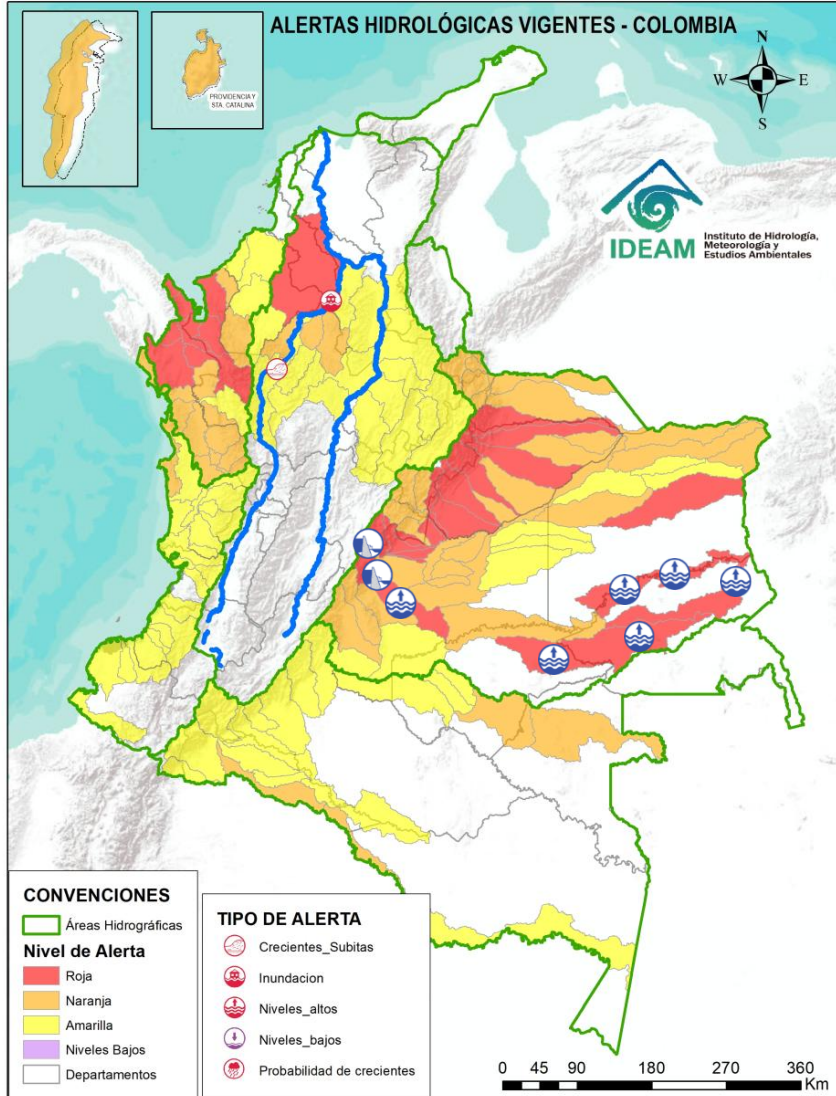 ALERTAS HIDROLÓGICAS VIGENTES - COLOMBIA
PROVIDENCIA Y
STA. CATALINA
N
W
E
S
IDEAM
Instituto de Hidrología,
Meteorología y
Estudios Ambientales
CONVENCIONES
Áreas Hidrográficas
Nivel de Alerta
Roja
Naranja
Amarilla
Niveles Bajos
Departamentos
TIPO DE ALERTA
Crecientes_Subitas
Inundacion
Niveles_altos
Niveles_bajos
Probabilidad de crecientes
0 45 90 180 270 360
Km